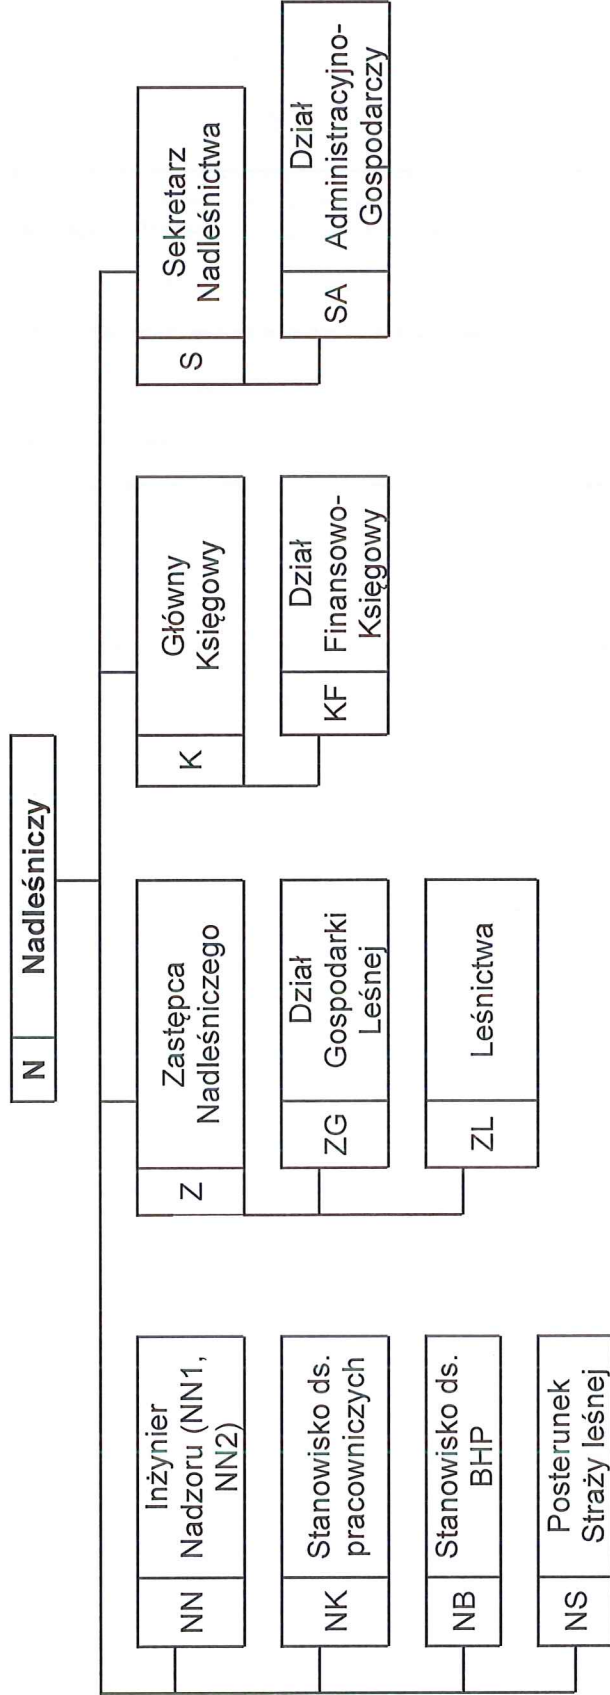 N Nadleśniczy
NN Inżynier
Nadzoru (NN1,
NN2)
NK Stanowisko ds.
pracowniczych
NB Stanowisko ds.
BHP
NS Posterunek
Straży leśnej
Z Zastępca
Nadleśniczego
ZG Dział
Gospodarki
Leśnej
ZL Leśnictwa
K Główny
Księgowy
KF Dział
Finansowo-
Księgowy
S Sekretarz
Nadleśnictwa
SA Dział
Administracyjno-
Gospodarczy